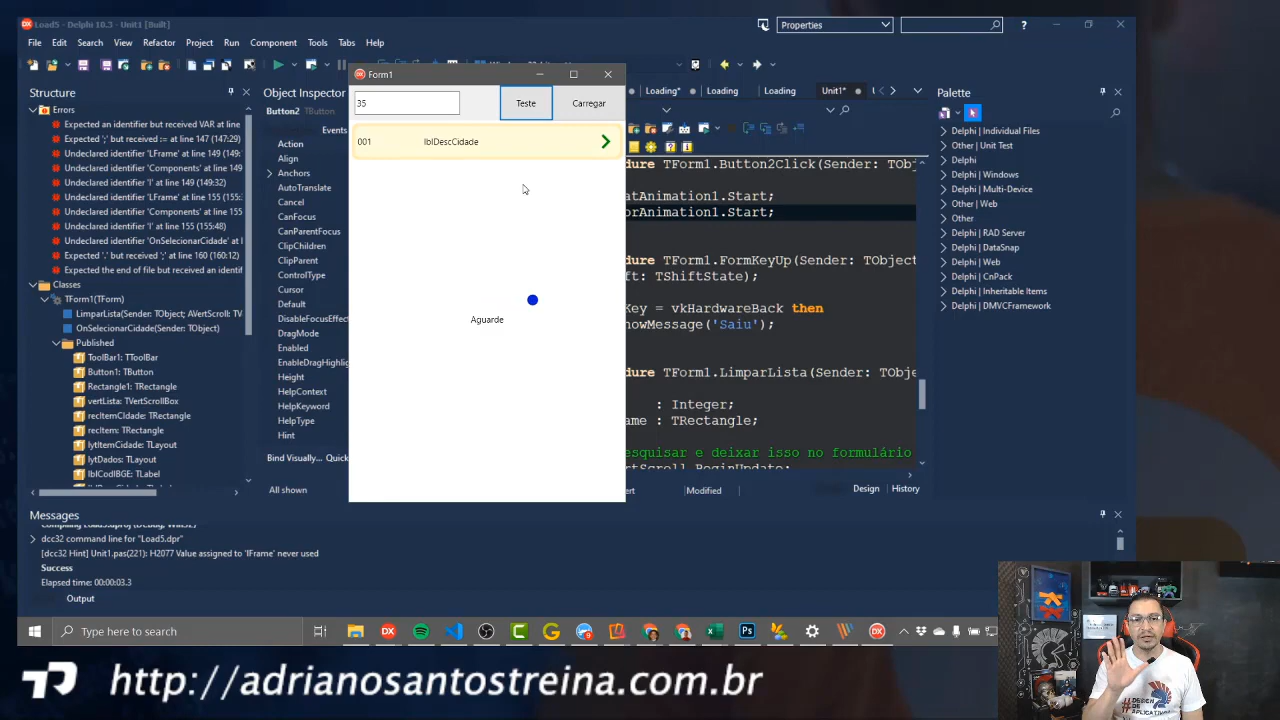 Load5 - Delphi 10.3 - Unit1 [Built]
Properties
File Edit Search View Refactor Project Run Component Tools Tabs Help
Structure
Errors
Expected an identifier but received VAR at line
Expected ';' but received := at line 147 (147:29)
Undeclared identifier 'LFrame' at line 149 (149:
Undeclared identifier 'Components' at line 149
Undeclared identifier 'I' at line 149 (149:32)
Undeclared identifier 'LFrame' at line 155 (155:
Undeclared identifier 'Components' at line 155
Undeclared identifier 'I' at line 155 (155:48)
Undeclared identifier 'OnSelecionarCidade' at li
Expected '.' but received ';' at line 160 (160:12)
Expected the end of file but received an identif
Classes
TForm1(TForm)
LimparLista(Sender: TObject; AVertScroll: TV
OnSelecionarCidade(Sender: TObject)
Published
ToolBar1: TToolBar
Button1: TButton
Rectangle1: TRectangle
vertLista: TVertScrollBox
recItemCIdade: TRectangle
recItem: TRectangle
lytItemCidade: TLayout
lytDados: TLayout
lblCodIBGE: TLabel
Object Inspector
Button2 TButton
Events
Action
Align
Anchors
AutoTranslate
Cancel
CanFocus
CanParentFocus
ClipChildren
ClipParent
ControlType
Cursor
Default
DisableFocusEffect
DragMode
Enabled
EnableDragHighlig
Height
HelpContext
HelpKeyword
HelpType
Hint
Bind Visually... Quick
All shown
Form1
35
Teste
Carregar
001 lblDescCidade
Aguarde
Loading* Loading Loading Unit1*
dure TForm1.Button2Click(Sender: TObj
atAnimation1.Start;
orAnimation1.Start;
dure TForm1.FormKeyUp(Sender: TObject
ft: TShiftState);
Key = vkHardwareBack then
howMessage('Saiu');
dure TForm1.LimparLista(Sender: TObje
: Integer;
ame : TRectangle;
esquisar e deixar isso no formulário
ertScroll.BeginUpdate;
ert Modified
Design History
Palette
Delphi | Individual Files
Other | Unit Test
Delphi
Delphi | Windows
Delphi | Multi-Device
Other | Web
Other
Delphi | RAD Server
Delphi | DataSnap
Delphi | Web
Delphi | CnPack
Delphi | Inheritable Items
Delphi | DMVCFramework
Messages
Compiling Load5.dproj (Debug, Win32)
dcc32 command line for "Load5.dpr"
[dcc32 Hint] Unit1.pas(221): H2077 Value assigned to 'lFrame' never used
Success
Elapsed time: 00:00:03.3
Output
Type here to search
http://adrianosantostreina.com.br